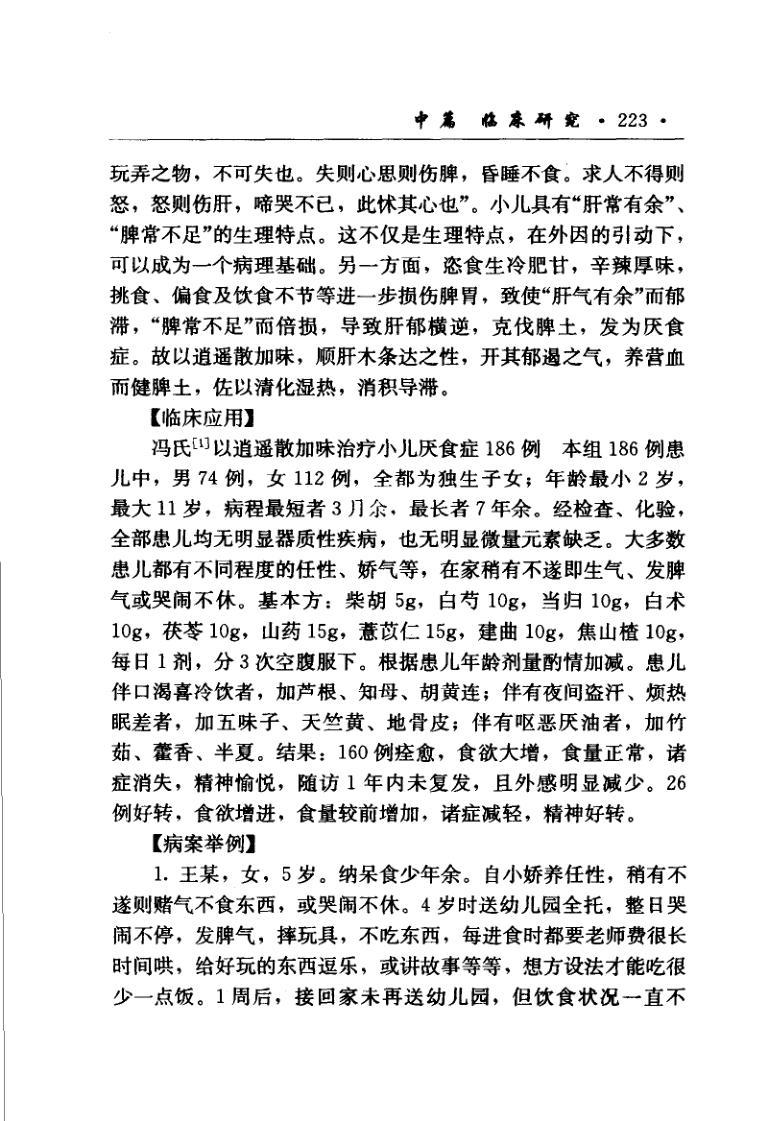 中篇 临床研究 · 223 ·
玩弄之物，不可失也。失则心思则伤脾，昏睡不食。求人不得则
怒，怒则伤肝，啼哭不已，此怵其心也”。小儿具有“肝常有余”、
“脾常不足”的生理特点。这不仅是生理特点，在外因的引动下，
可以成为一个病理基础。另一方面，恣食生冷肥甘，辛辣厚味，
挑食、偏食及饮食不节等进一步损伤脾胃，致使“肝气有余”而郁
滞，“脾常不足”而倍损，导致肝郁横逆，克伐脾土，发为厌食
症。故以逍遥散加味，顺肝木条达之性，开其郁遏之气，养营血
而健脾土，佐以清化湿热，消积导滞。
【临床应用】
冯氏[1]以逍遥散加味治疗小儿厌食症 186 例　本组 186 例患
儿中，男 74 例，女 112 例，全都为独生子女；年龄最小 2 岁，
最大 11 岁，病程最短者 3 月余，最长者 7 年余。经检查、化验，
全部患儿均无明显器质性疾病，也无明显微量元素缺乏。大多数
患儿都有不同程度的任性、娇气等，在家稍有不遂即生气、发脾
气或哭闹不休。基本方：柴胡 5g，白芍 10g，当归 10g，白术
10g，茯苓 10g，山药 15g，薏苡仁 15g，建曲 10g，焦山楂 10g，
每日 1 剂，分 3 次空腹服下。根据患儿年龄剂量酌情加减。患儿
伴口渴喜冷饮者，加芦根、知母、胡黄连；伴有夜间盗汗、烦热
眠差者，加五味子、天竺黄、地骨皮；伴有呕恶厌油者，加竹
茹、藿香、半夏。结果：160 例痊愈，食欲大增，食量正常，诸
症消失，精神愉悦，随访 1 年内未复发，且外感明显减少。26
例好转，食欲增进，食量较前增加，诸症减轻，精神好转。
【病案举例】
1. 王某，女，5 岁。纳呆食少年余。自小娇养任性，稍有不
遂则赌气不食东西，或哭闹不休。4 岁时送幼儿园全托，整日哭
闹不停，发脾气，摔玩具，不吃东西，每进食时都要老师费很长
时间哄，给好玩的东西逗乐，或讲故事等等，想方设法才能吃很
少一点饭。1 周后，接回家未再送幼儿园，但饮食状况一直不